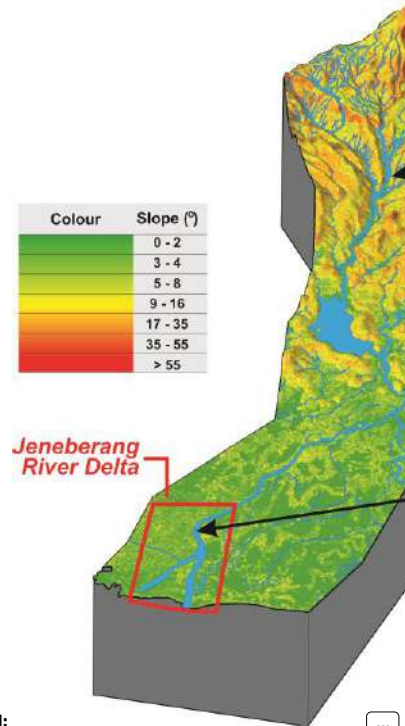 Colour Slope (º)
0 - 2
3 - 4
5 - 8
9 - 16
17 - 35
35 - 55
> 55
Jeneberang
River Delta